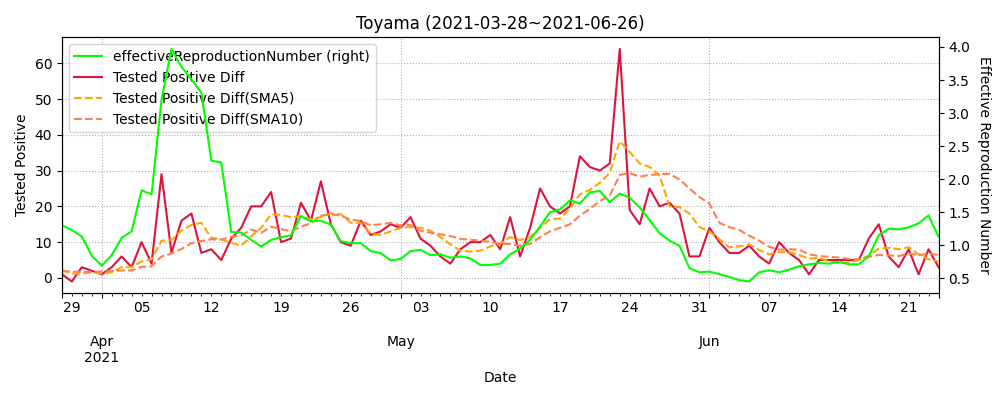 Toyama (2021-03-28~2021-06-26)
effectiveReproductionNumber (right)
Tested Positive Diff
Tested Positive Diff(SMA5)
Tested Positive Diff(SMA10)
Tested Positive
60
50
40
30
20
10
0
4.0
3.5
3.0
2.5
2.0
1.5
1.0
0.5
Effective Reproduction Number
29 05 12 19 26 03 10 17 24 31 07 14 21
Apr May Jun
2021
Date